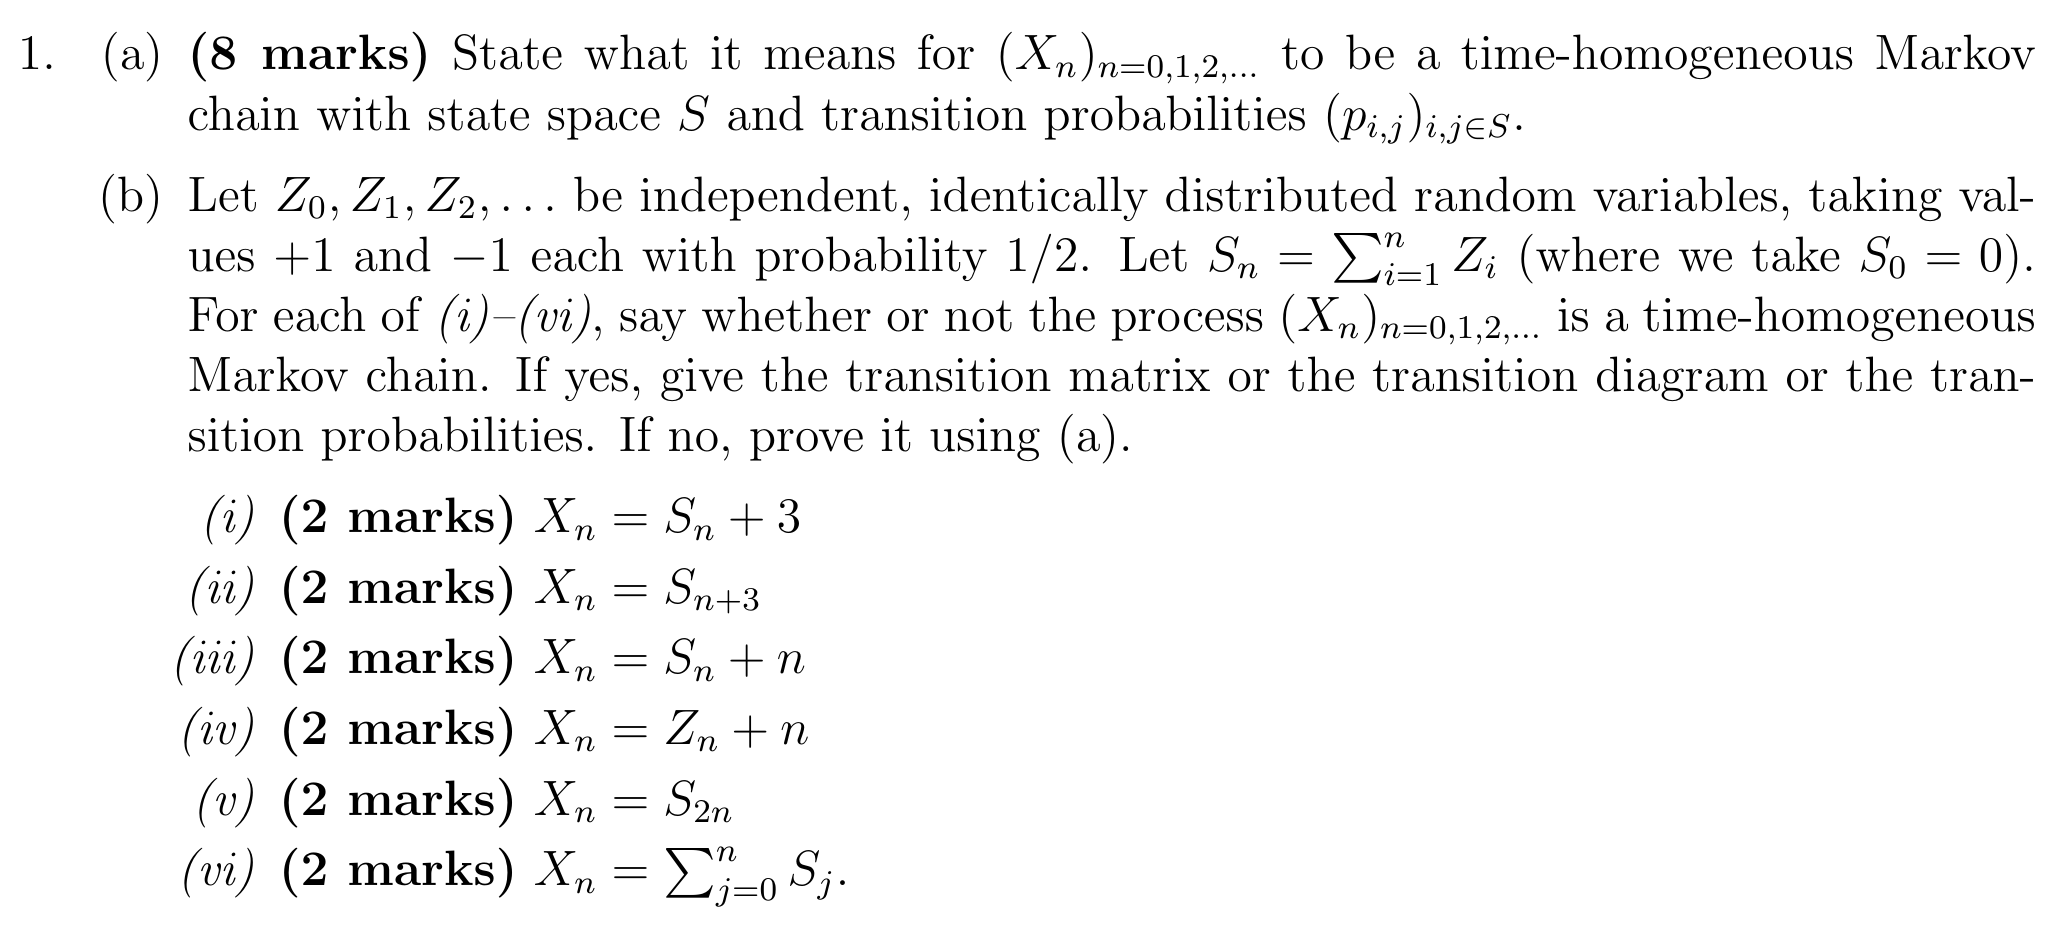 1. (a) (8 marks) State what it means for (X_n)_{n=0,1,2,...} to be a time-homogeneous Markov
chain with state space S and transition probabilities (p_{i,j})_{i,j∈S}.
(b) Let Z_0, Z_1, Z_2, ... be independent, identically distributed random variables, taking val-
ues +1 and −1 each with probability 1/2. Let S_n = ∑_{i=1}^n Z_i (where we take S_0 = 0).
For each of (i)–(vi), say whether or not the process (X_n)_{n=0,1,2,...} is a time-homogeneous
Markov chain. If yes, give the transition matrix or the transition diagram or the tran-
sition probabilities. If no, prove it using (a).
(i) (2 marks) X_n = S_n + 3
(ii) (2 marks) X_n = S_{n+3}
(iii) (2 marks) X_n = S_n + n
(iv) (2 marks) X_n = Z_n + n
(v) (2 marks) X_n = S_{2n}
(vi) (2 marks) X_n = ∑_{j=0}^n S_j.